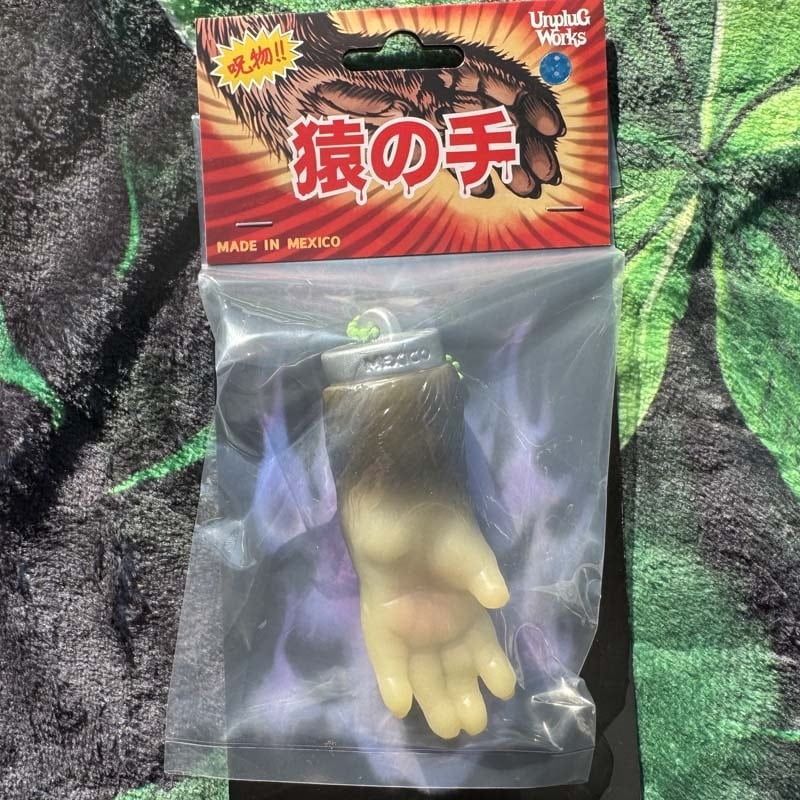 呪物!!
UnpluG
Works
猿の手
MADE IN MEXICO
MEXICO